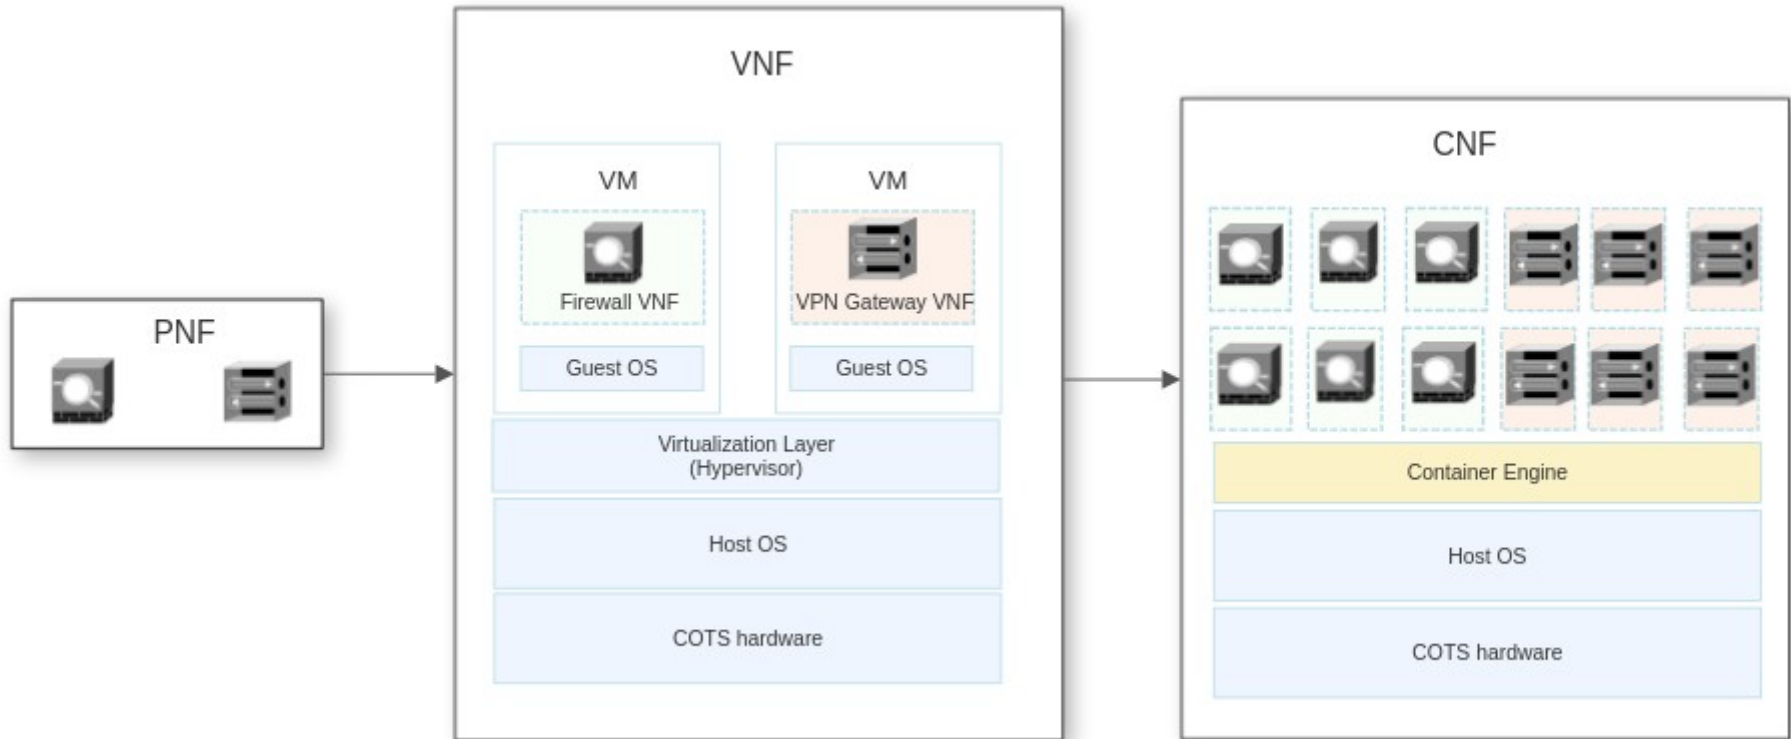 PNF
VNF
VM
Firewall VNF
Guest OS
VM
VPN Gateway VNF
Guest OS
Virtualization Layer
(Hypervisor)
Host OS
COTS hardware
CNF
Container Engine
Host OS
COTS hardware